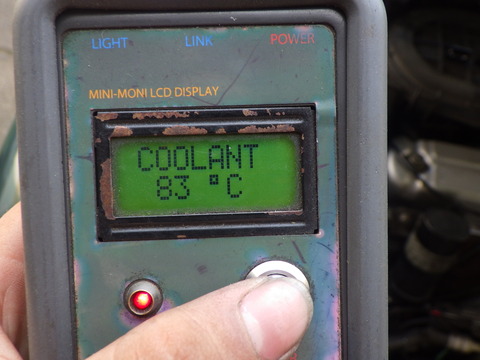 LIGHT LINK POWER
MINI-MONI LCD DISPLAY
COOLANT
83 °C